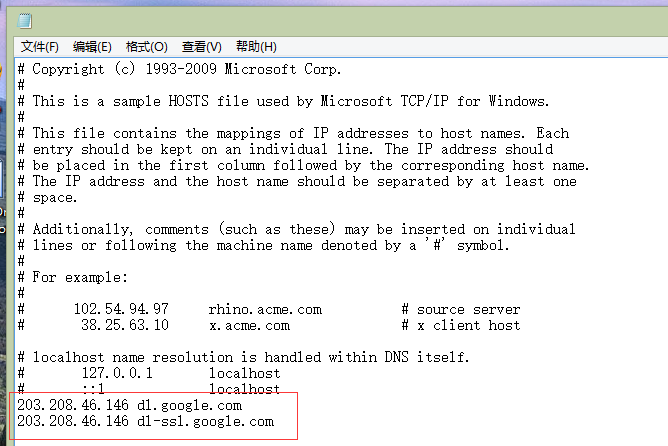 文件(F) 编辑(E) 格式(O) 查看(V) 帮助(H)
# Copyright (c) 1993-2009 Microsoft Corp.
#
# This is a sample HOSTS file used by Microsoft TCP/IP for Windows.
#
# This file contains the mappings of IP addresses to host names. Each
# entry should be kept on an individual line. The IP address should
# be placed in the first column followed by the corresponding host name.
# The IP address and the host name should be separated by at least one
# space.
#
# Additionally, comments (such as these) may be inserted on individual
# lines or following the machine name denoted by a '#' symbol.
#
# For example:
#
#      102.54.94.97     rhino.acme.com          # source server
#       38.25.63.10     x.acme.com              # x client host

# localhost name resolution is handled within DNS itself.
#       127.0.0.1       localhost
#       ::1             localhost
203.208.46.146 dl.google.com
203.208.46.146 dl-ssl.google.com